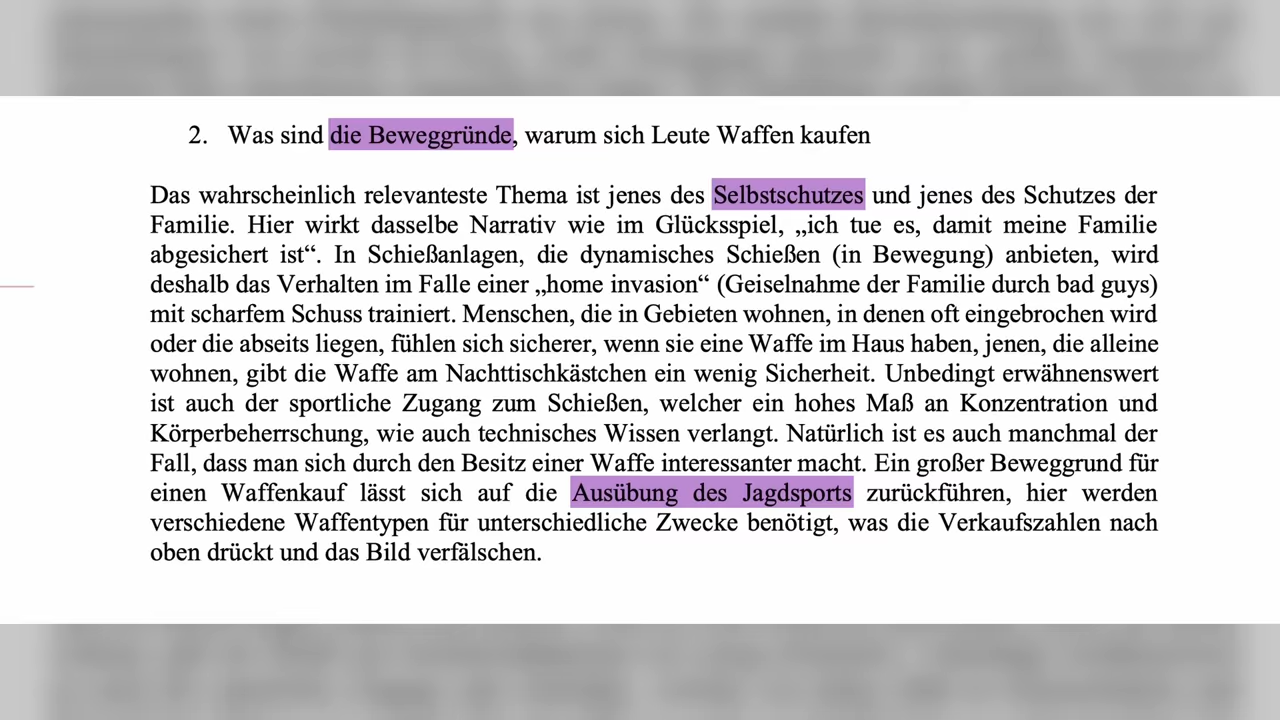 2. Was sind die Beweggründe, warum sich Leute Waffen kaufen
Das wahrscheinlich relevanteste Thema ist jenes des Selbstschutzes und jenes des Schutzes der
Familie. Hier wirkt dasselbe Narrativ wie im Glücksspiel, „ich tue es, damit meine Familie
abgesichert ist“. In Schießanlagen, die dynamisches Schießen (in Bewegung) anbieten, wird
deshalb das Verhalten im Falle einer „home invasion“ (Geiselnahme der Familie durch bad guys)
mit scharfem Schuss trainiert. Menschen, die in Gebieten wohnen, in denen oft eingebrochen wird
oder die abseits liegen, fühlen sich sicherer, wenn sie eine Waffe im Haus haben, jenen, die alleine
wohnen, gibt die Waffe am Nachttischkästchen ein wenig Sicherheit. Unbedingt erwähnenswert
ist auch der sportliche Zugang zum Schießen, welcher ein hohes Maß an Konzentration und
Körperbeherrschung, wie auch technisches Wissen verlangt. Natürlich ist es auch manchmal der
Fall, dass man sich durch den Besitz einer Waffe interessanter macht. Ein großer Beweggrund für
einen Waffenkauf lässt sich auf die Ausübung des Jagdsports zurückführen, hier werden
verschiedene Waffentypen für unterschiedliche Zwecke benötigt, was die Verkaufszahlen nach
oben drückt und das Bild verfälschen.